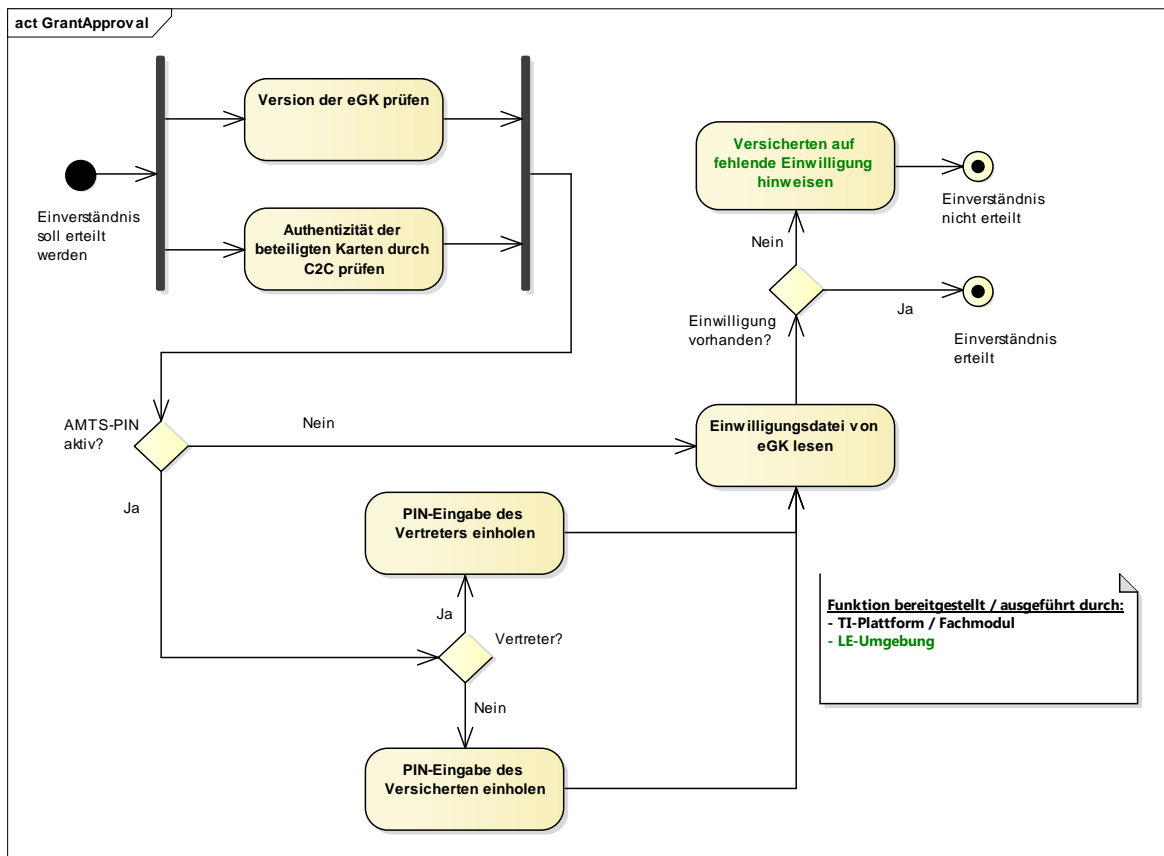 act GrantApproval
Version der eGK prüfen
Einverständnis
soll erteilt
werden
Authentizität der
beteiligten Karten durch
C2C prüfen
Versicherten auf
fehlende Einwilligung
hinweisen
Einverständnis
nicht erteilt
Nein
Einwilligung
vorhanden?
Ja
Einverständnis
erteilt
AMTS-PIN
aktiv?
Nein
Ja
Einwilligungsdatei von
eGK lesen
PIN-Eingabe des
Vertreters einholen
Ja
Vertreter?
Nein
PIN-Eingabe des
Versicherten einholen
Funktion bereitgestellt / ausgeführt durch:
- TI-Plattform / Fachmodul
- LE-Umgebung